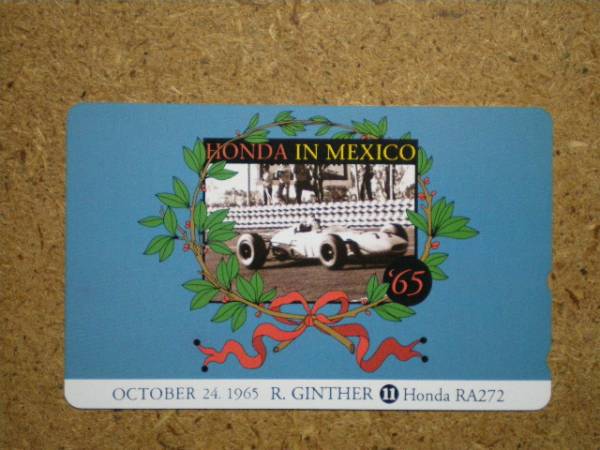 HONDA IN MEXICO
'65
OCTOBER 24. 1965 R. GINTHER 11 Honda RA272